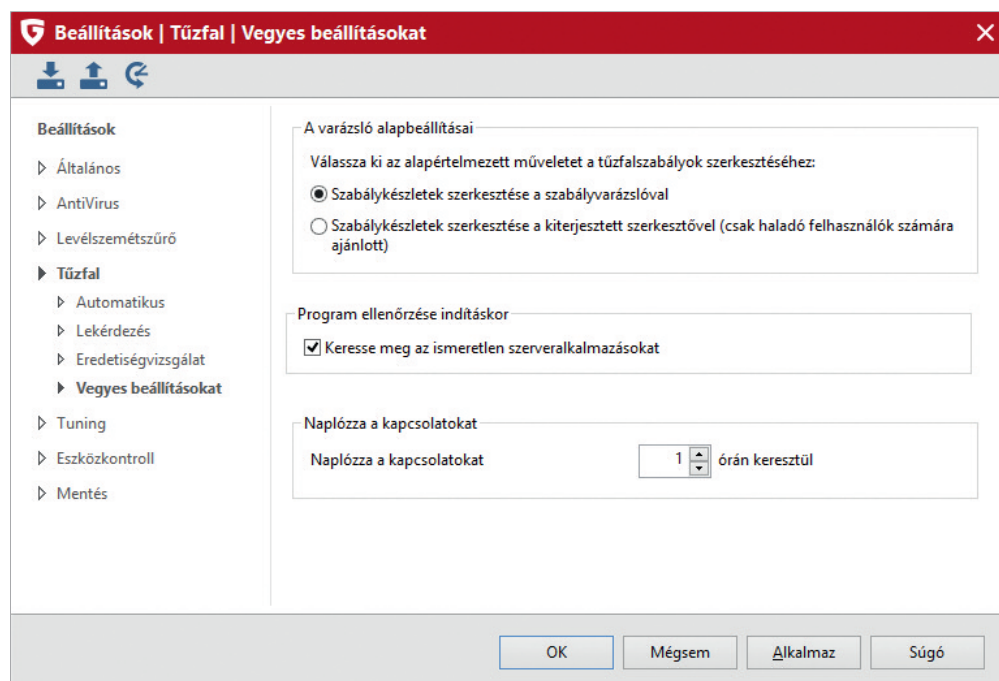 Beállítások | Tűzfal | Vegyes beállításokat
Beállítások
Általános
AntiVirus
Levélszemétszűrő
Tűzfal
Automatikus
Lekérdezés
Eredetiségvizsgálat
Vegyes beállításokat
Tuning
Eszközkontroll
Mentés
A varázsló alapbeállításai
Válassza ki az alapértelmezett műveletet a tűzfalszabályok szerkesztéséhez:
Szabálykészletek szerkesztése a szabályvarázslóval
Szabálykészletek szerkesztése a kiterjesztett szerkesztővel (csak haladó felhasználók számára
ajánlott)
Program ellenőrzése indításkor
Keresse meg az ismeretlen szerveralkalmazásokat
Naplózza a kapcsolatokat
Naplózza a kapcsolatokat 1 órán keresztül
OK Mégsem Alkalmaz Súgó